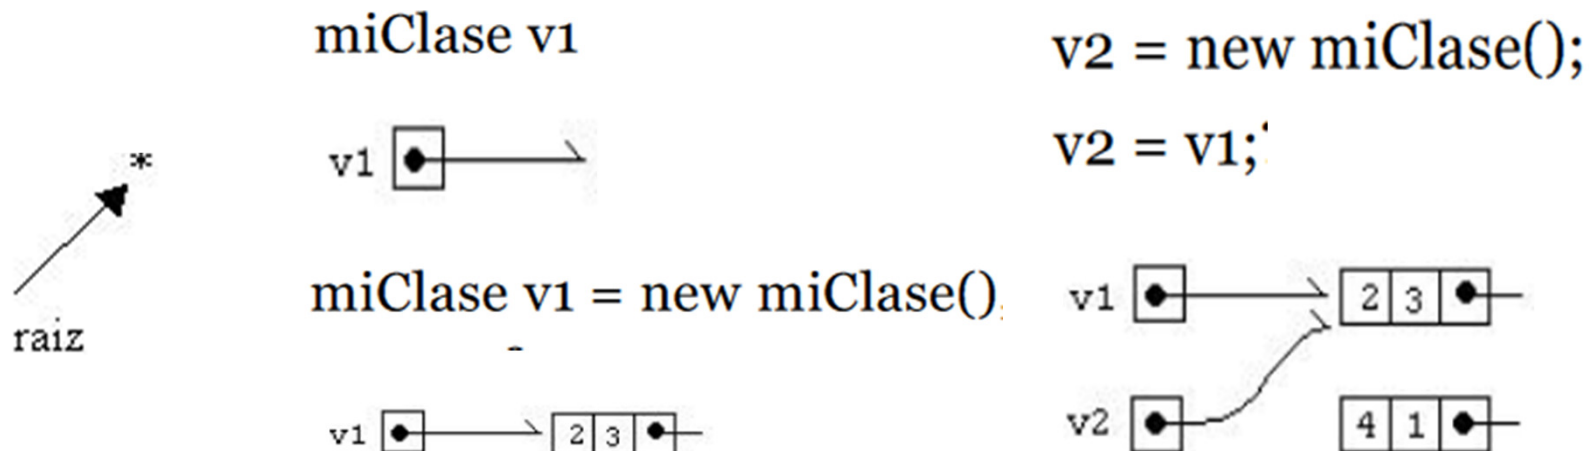 *
raiz
miClase v1
v1
miClase v1 = new miClase();
v1 2 3
v2 = new miClase();
v2 = v1;
v1 2 3
v2 4 1